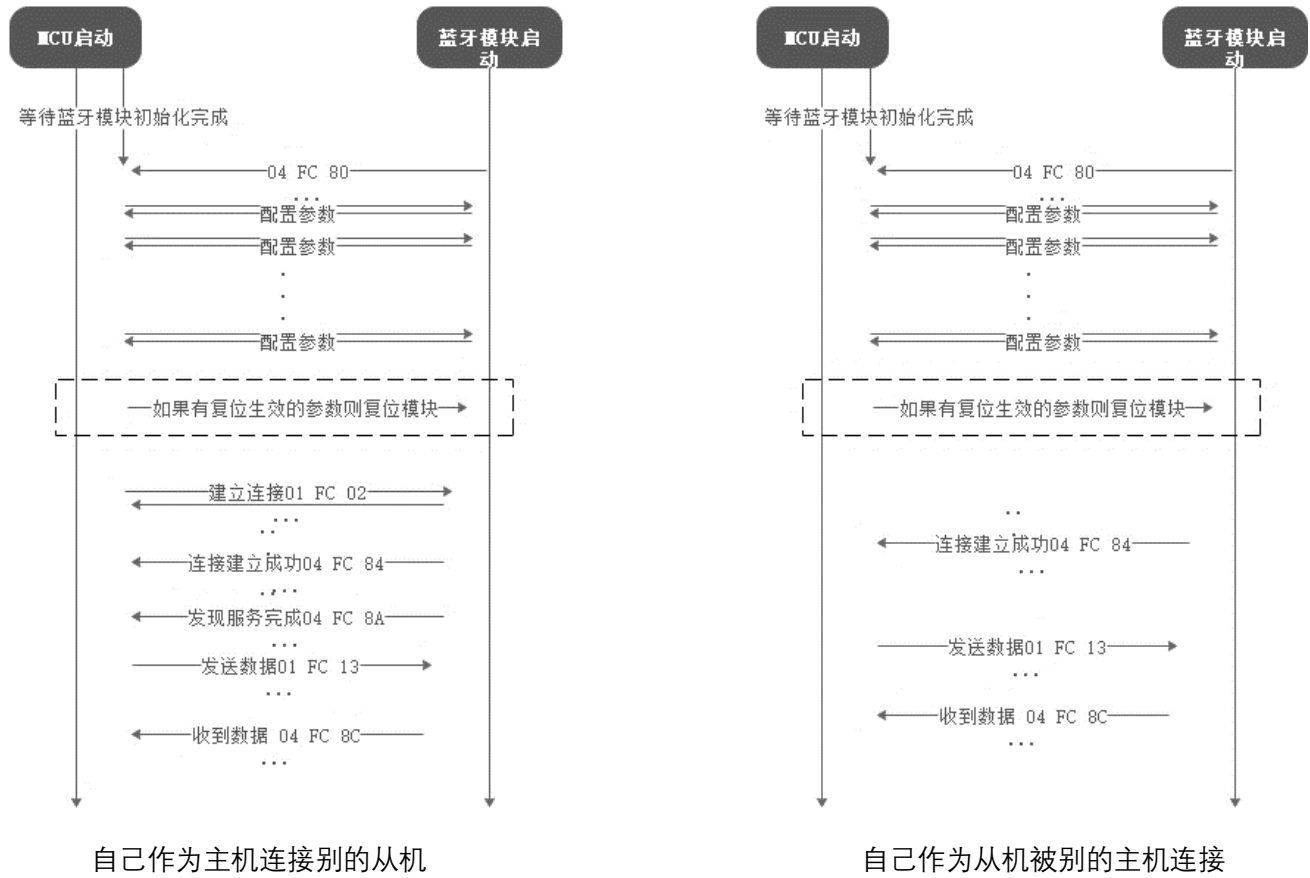 MCU启动
蓝牙模块启
动
等待蓝牙模块初始化完成
04 FC 80
...
配置参数
配置参数
.
.
.
配置参数
如果有复位生效的参数则复位模块
建立连接01 FC 02
...
..
.
连接建立成功04 FC 84
...
..
发现服务完成04 FC 8A
...
发送数据01 FC 13
...
收到数据 04 FC 8C
...
自己作为主机连接别的从机
MCU启动
蓝牙模块启
动
等待蓝牙模块初始化完成
04 FC 80
...
配置参数
配置参数
.
.
.
配置参数
如果有复位生效的参数则复位模块
..
.
连接建立成功04 FC 84
...
发送数据01 FC 13
...
收到数据 04 FC 8C
...
自己作为从机被别的主机连接